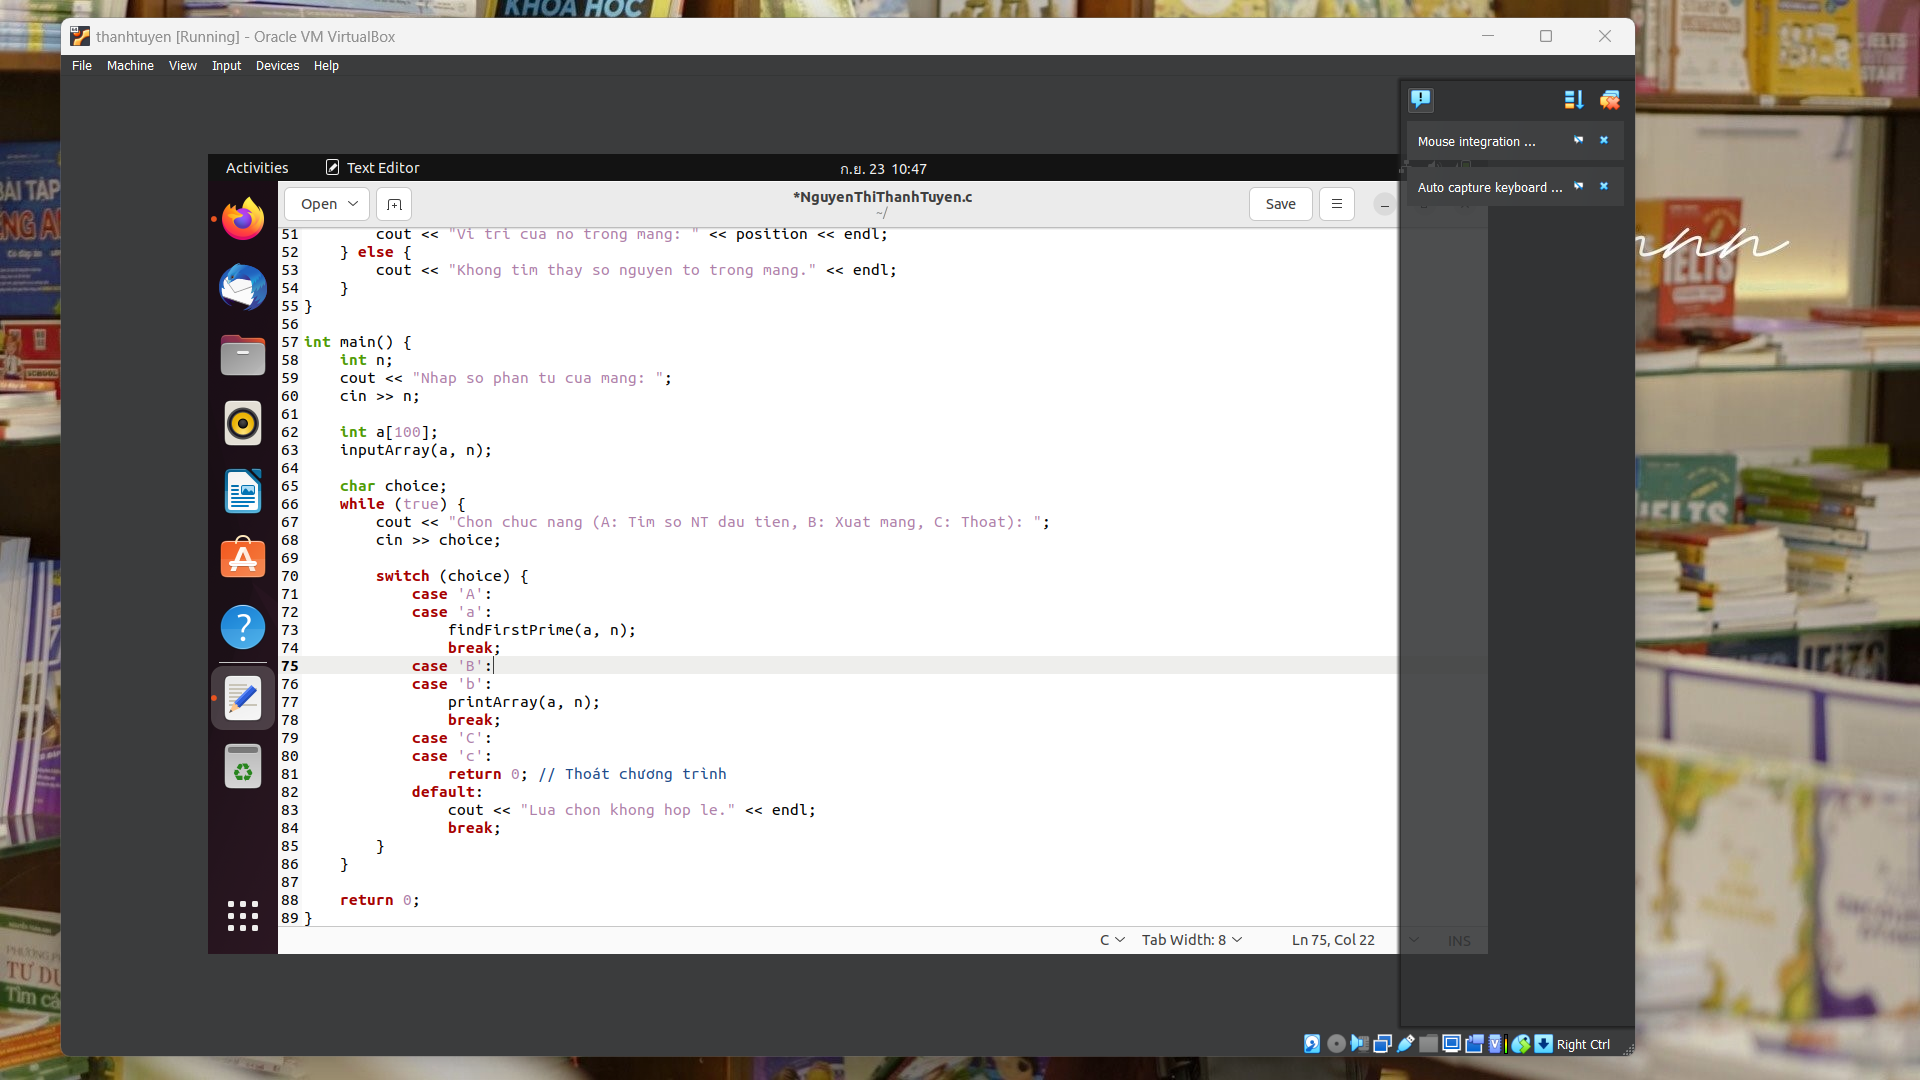 KHOA HỌC
thanhtuyen [Running] - Oracle VM VirtualBox
File Machine View Input Devices Help
Mouse integration ...
Auto capture keyboard ...
Activities
Text Editor
ก.ย. 23 10:47
Open
*NguyenThiThanhTuyen.c
~/
Save
51 cout << "Vi tri cua no trong mang: " << position << endl;
52 } else {
53 cout << "Khong tim thay so nguyen to trong mang." << endl;
54 }
55 }
56
57 int main() {
58 int n;
59 cout << "Nhap so phan tu cua mang: ";
60 cin >> n;
61
62 int a[100];
63 inputArray(a, n);
64
65 char choice;
66 while (true) {
67 cout << "Chon chuc nang (A: Tim so NT dau tien, B: Xuat mang, C: Thoat): ";
68 cin >> choice;
69
70 switch (choice) {
71 case 'A':
72 case 'a':
73 findFirstPrime(a, n);
74 break;
75 case 'B':
76 case 'b':
77 printArray(a, n);
78 break;
79 case 'C':
80 case 'c':
81 return 0; // Thoát chương trình
82 default:
83 cout << "Lua chon khong hop le." << endl;
84 break;
85 }
86 }
87
88 return 0;
89 }
C
Tab Width: 8
Ln 75, Col 22
INS
Right Ctrl
BÀI TẬP
IELTS
IELTS
TƯ DU